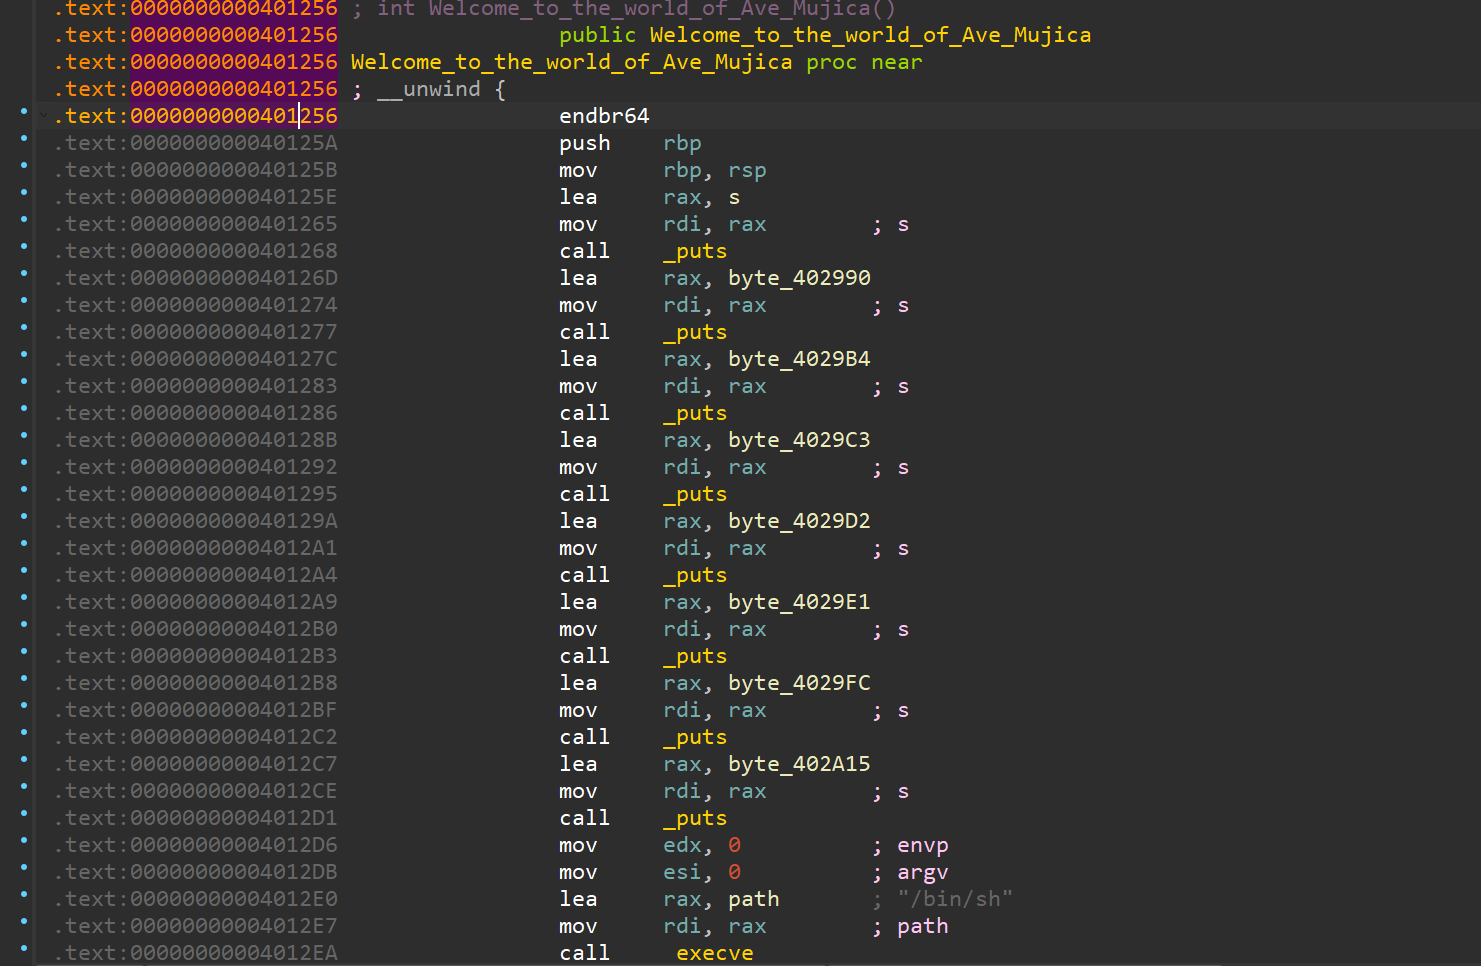 .text:0000000000401256 ; int Welcome_to_the_world_of_Ave_Mujica()
.text:0000000000401256 public Welcome_to_the_world_of_Ave_Mujica
.text:0000000000401256 Welcome_to_the_world_of_Ave_Mujica proc near
.text:0000000000401256 ; __unwind {
.text:0000000000401256 endbr64
.text:000000000040125A push rbp
.text:000000000040125B mov rbp, rsp
.text:000000000040125E lea rax, s
.text:0000000000401265 mov rdi, rax ; s
.text:0000000000401268 call _puts
.text:000000000040126D lea rax, byte_402990
.text:0000000000401274 mov rdi, rax ; s
.text:0000000000401277 call _puts
.text:000000000040127C lea rax, byte_4029B4
.text:0000000000401283 mov rdi, rax ; s
.text:0000000000401286 call _puts
.text:000000000040128B lea rax, byte_4029C3
.text:0000000000401292 mov rdi, rax ; s
.text:0000000000401295 call _puts
.text:000000000040129A lea rax, byte_4029D2
.text:00000000004012A1 mov rdi, rax ; s
.text:00000000004012A4 call _puts
.text:00000000004012A9 lea rax, byte_4029E1
.text:00000000004012B0 mov rdi, rax ; s
.text:00000000004012B3 call _puts
.text:00000000004012B8 lea rax, byte_4029FC
.text:00000000004012BF mov rdi, rax ; s
.text:00000000004012C2 call _puts
.text:00000000004012C7 lea rax, byte_402A15
.text:00000000004012CE mov rdi, rax ; s
.text:00000000004012D1 call _puts
.text:00000000004012D6 mov edx, 0 ; envp
.text:00000000004012DB mov esi, 0 ; argv
.text:00000000004012E0 lea rax, path ; "/bin/sh"
.text:00000000004012E7 mov rdi, rax ; path
.text:00000000004012EA call execve